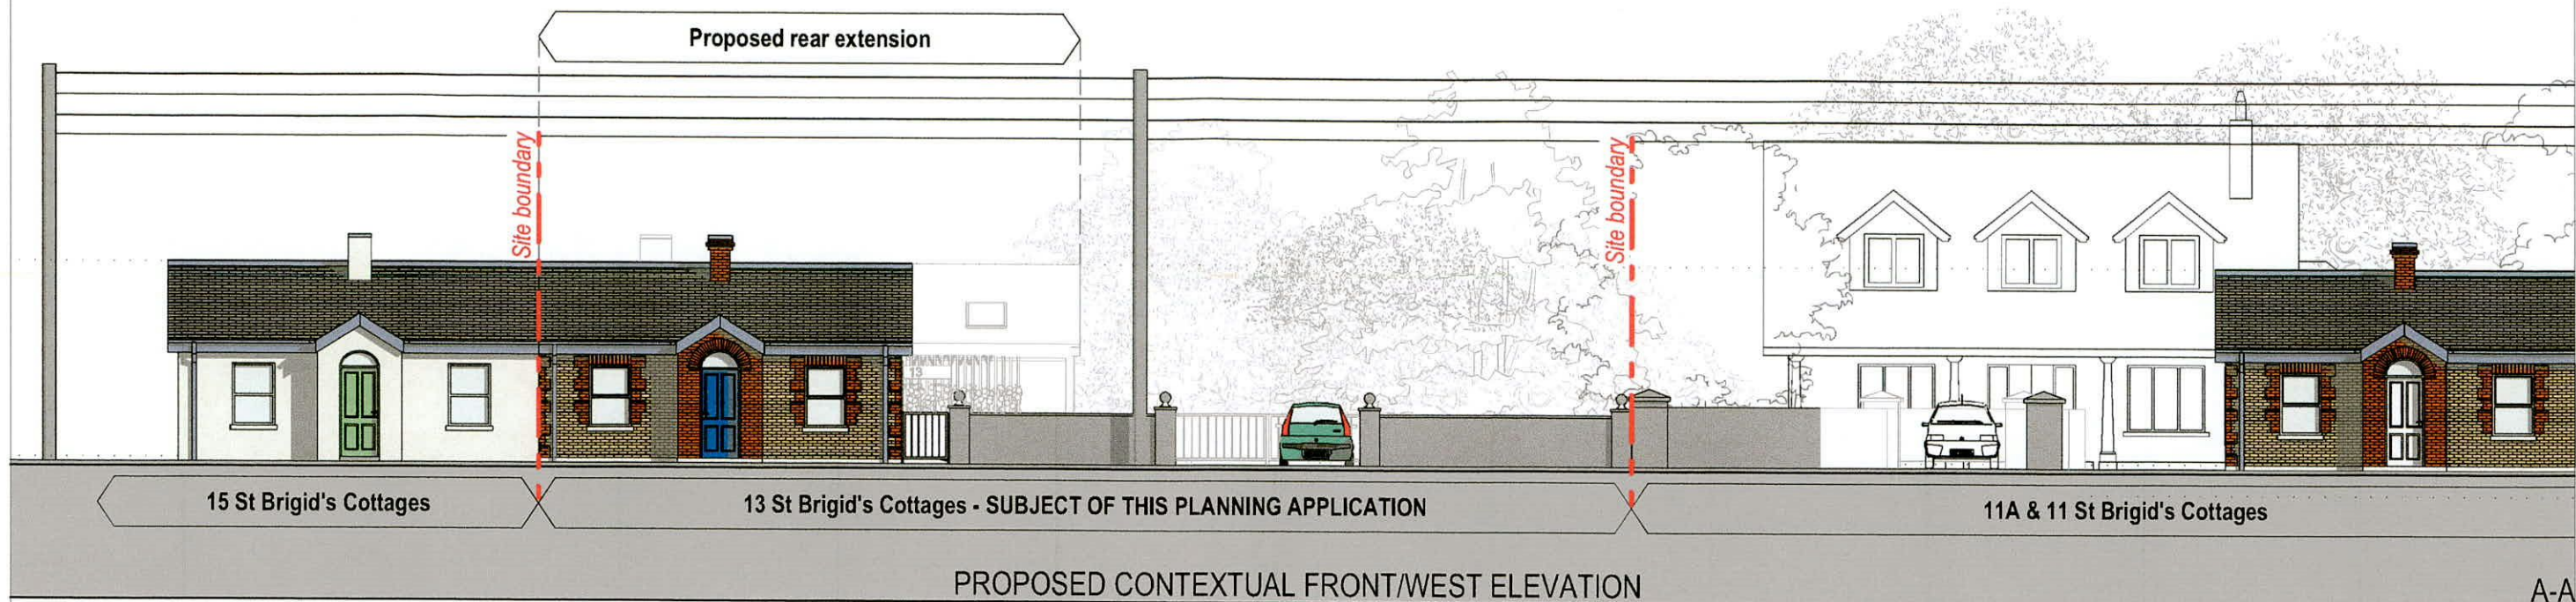 Proposed rear extension
Site boundary
Site boundary
13
15 St Brigid's Cottages
13 St Brigid's Cottages - SUBJECT OF THIS PLANNING APPLICATION
11A & 11 St Brigid's Cottages
PROPOSED CONTEXTUAL FRONT/WEST ELEVATION
A-A